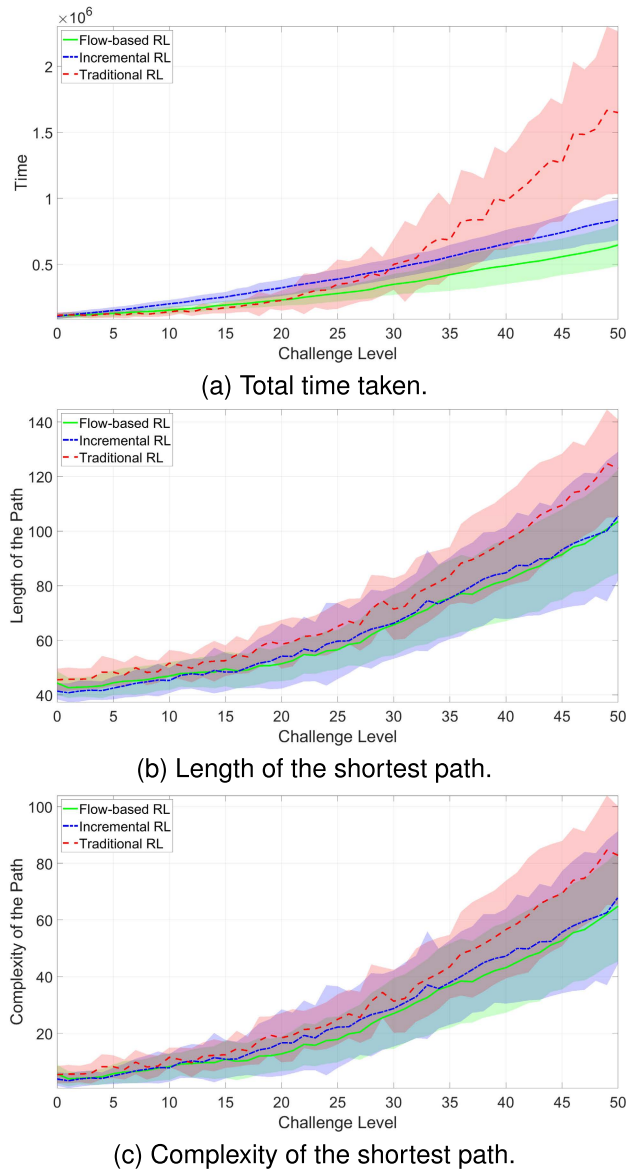 ×10⁶
Flow-based RL
Incremental RL
Traditional RL
2
1.5
1
0.5
Time
0 5 10 15 20 25 30 35 40 45 50
Challenge Level
(a) Total time taken.
140
120
100
80
60
40
Flow-based RL
Incremental RL
Traditional RL
Length of the Path
0 5 10 15 20 25 30 35 40 45 50
Challenge Level
(b) Length of the shortest path.
100
80
60
40
20
Flow-based RL
Incremental RL
Traditional RL
Complexity of the Path
0 5 10 15 20 25 30 35 40 45 50
Challenge Level
(c) Complexity of the shortest path.